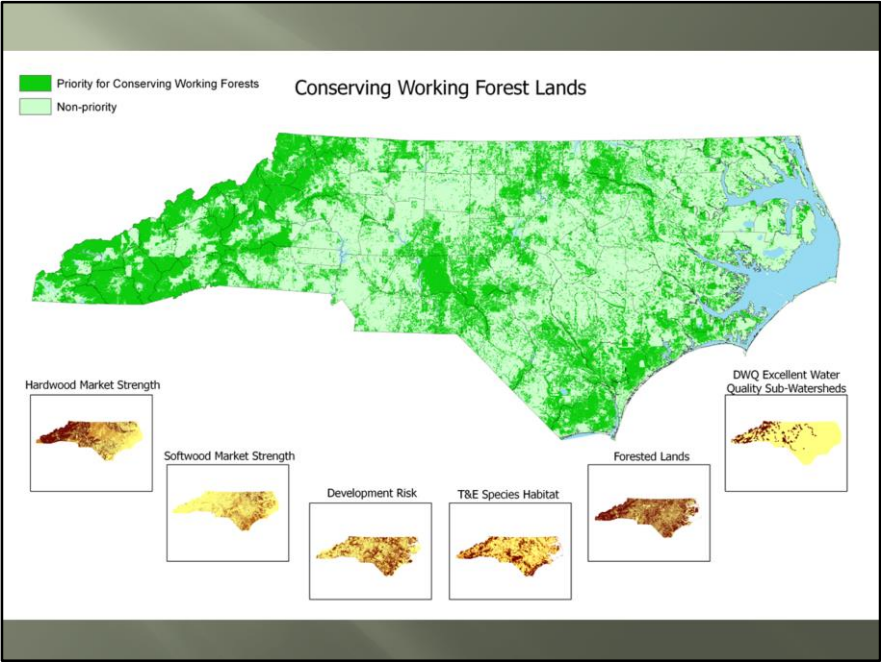 Priority for Conserving Working Forests
Non-priority
Conserving Working Forest Lands
Hardwood Market Strength
Softwood Market Strength
Development Risk
T&E Species Habitat
Forested Lands
DWQ Excellent Water
Quality Sub-Watersheds